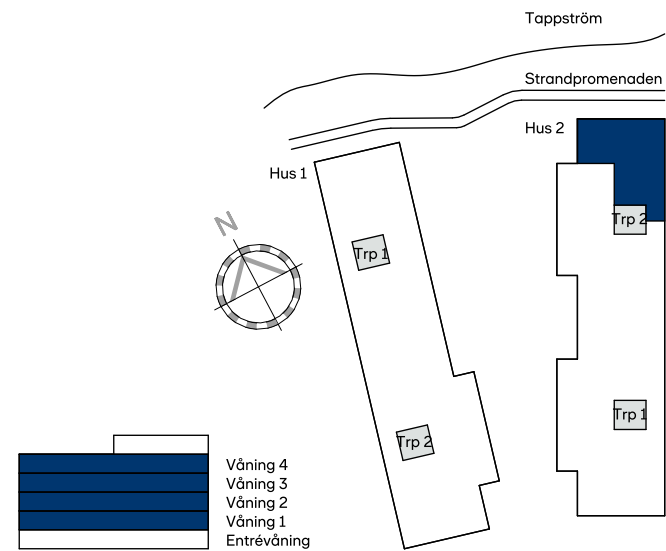 Tappström
Strandpromenaden
Hus 2
Hus 1
N
Trp 2
Trp 1
Trp 1
Trp 2
Våning 4
Våning 3
Våning 2
Våning 1
Entrévåning